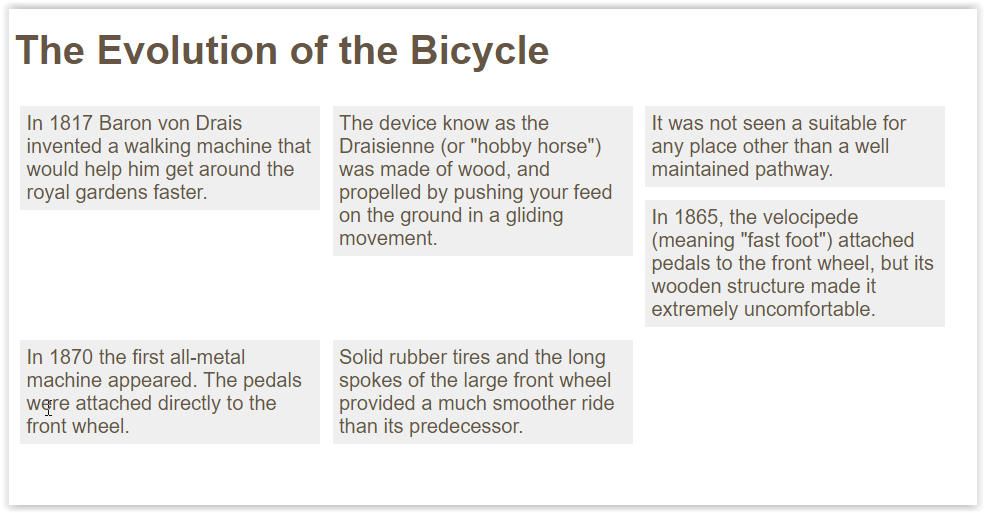 The Evolution of the Bicycle
In 1817 Baron von Drais
invented a walking machine that
would help him get around the
royal gardens faster.
The device know as the
Draisienne (or "hobby horse")
was made of wood, and
propelled by pushing your feed
on the ground in a gliding
movement.
It was not seen a suitable for
any place other than a well
maintained pathway.
In 1865, the velocipede
(meaning "fast foot") attached
pedals to the front wheel, but its
wooden structure made it
extremely uncomfortable.
In 1870 the first all-metal
machine appeared. The pedals
were attached directly to the
front wheel.
Solid rubber tires and the long
spokes of the large front wheel
provided a much smoother ride
than its predecessor.